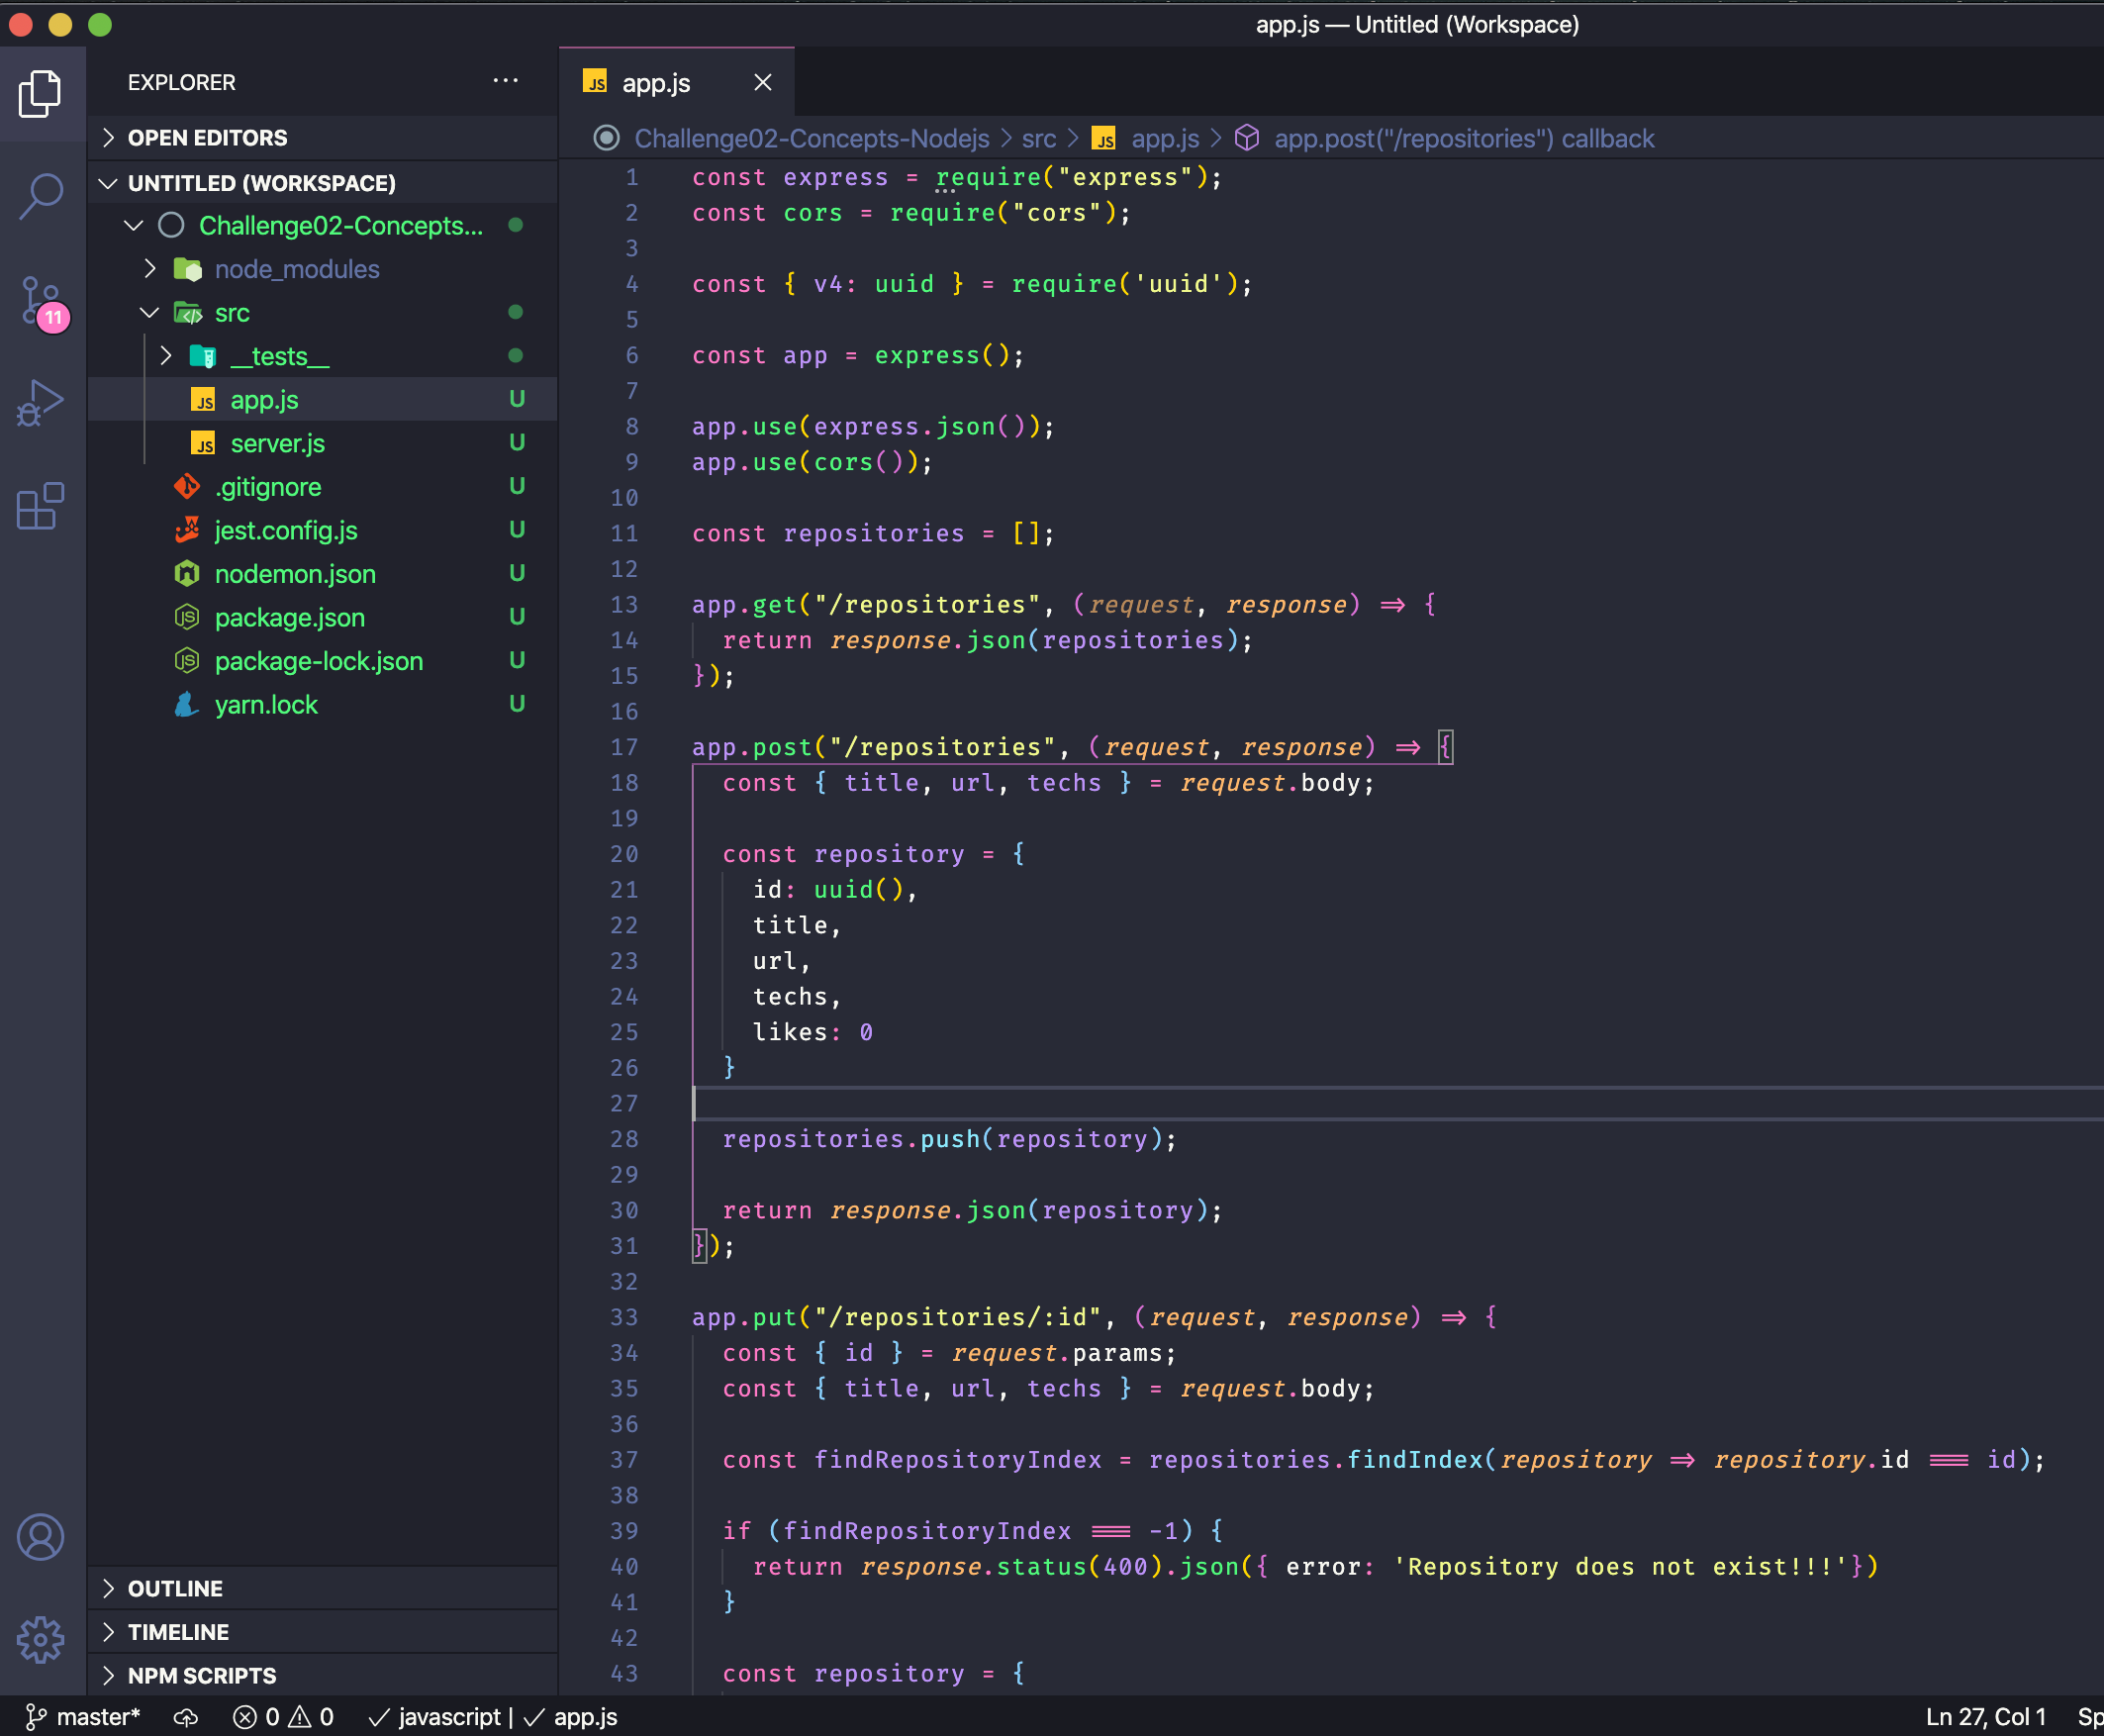 app.js — Untitled (Workspace)
EXPLORER
OPEN EDITORS
UNTITLED (WORKSPACE)
Challenge02-Concepts...
node_modules
src
__tests__
JS app.js U
JS server.js U
.gitignore U
jest.config.js U
nodemon.json U
package.json U
package-lock.json U
yarn.lock U
11
OUTLINE
TIMELINE
NPM SCRIPTS
JS app.js
Challenge02-Concepts-Nodejs > src > JS app.js > app.post("/repositories") callback
1 const express = require("express");
2 const cors = require("cors");
3
4 const { v4: uuid } = require('uuid');
5
6 const app = express();
7
8 app.use(express.json());
9 app.use(cors());
10
11 const repositories = [];
12
13 app.get("/repositories", (request, response) => {
14 return response.json(repositories);
15 });
16
17 app.post("/repositories", (request, response) => {
18 const { title, url, techs } = request.body;
19
20 const repository = {
21 id: uuid(),
22 title,
23 url,
24 techs,
25 likes: 0
26 }
27
28 repositories.push(repository);
29
30 return response.json(repository);
31 });
32
33 app.put("/repositories/:id", (request, response) => {
34 const { id } = request.params;
35 const { title, url, techs } = request.body;
36
37 const findRepositoryIndex = repositories.findIndex(repository => repository.id === id);
38
39 if (findRepositoryIndex === -1) {
40 return response.status(400).json({ error: 'Repository does not exist!!!'})
41 }
42
43 const repository = {
master* 0 0 javascript | app.js Ln 27, Col 1 Sp